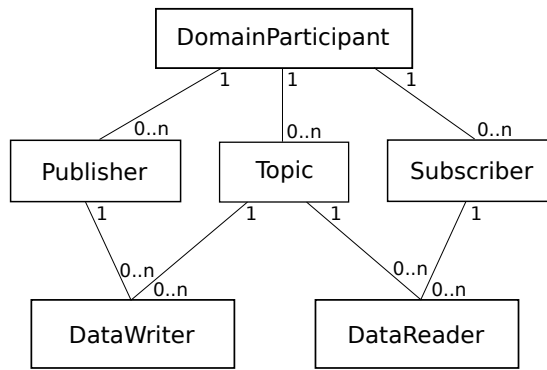 DomainParticipant
1 1 1
0..n 0..n 0..n
Publisher Topic Subscriber
1 1 1 1
0..n 0..n
0..n 0..n
DataWriter DataReader